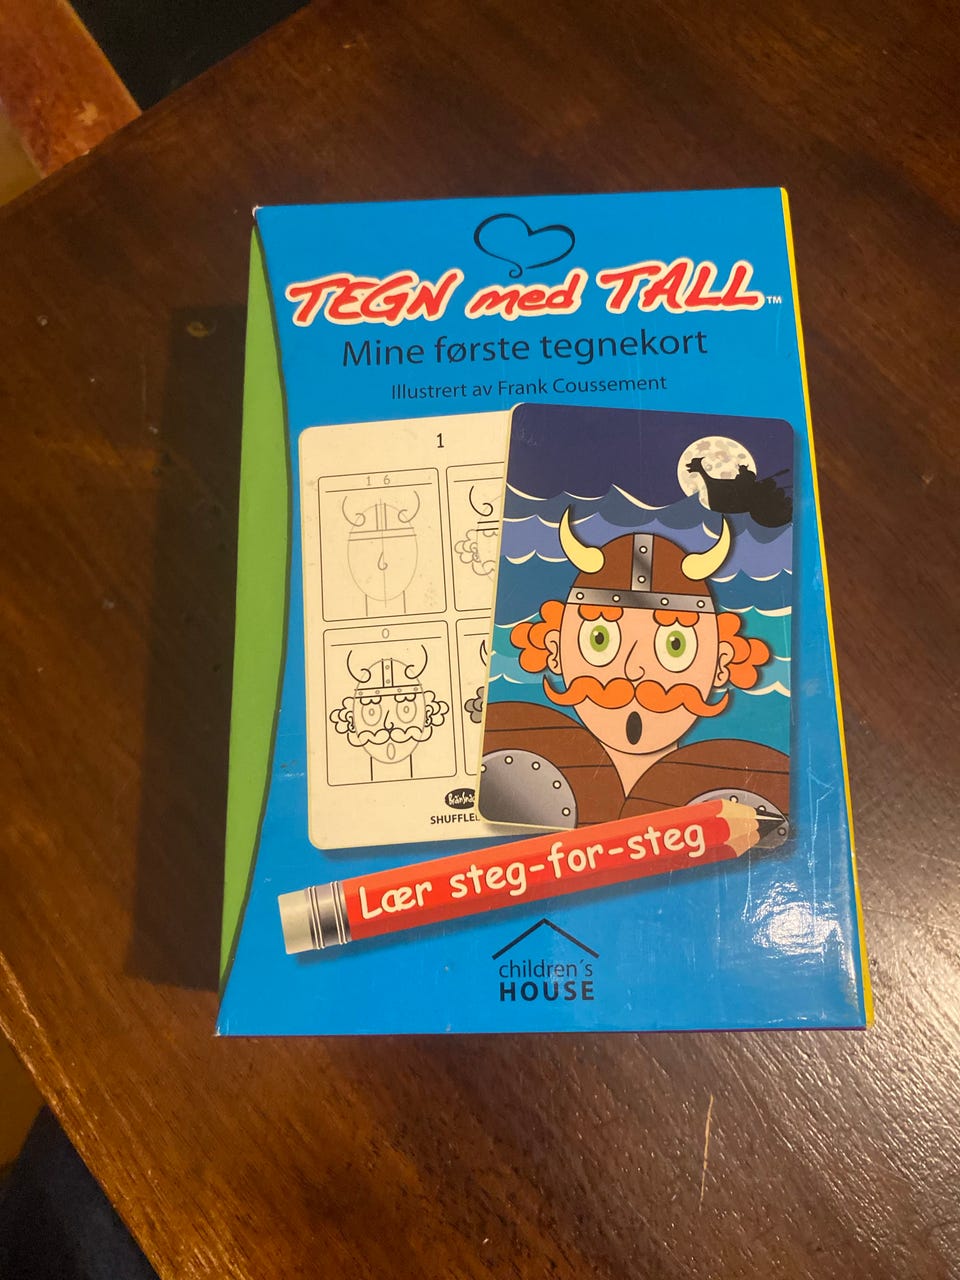 TEGN med TALL™
Mine første tegnekort
Illustrert av Frank Coussement
1
1 6
0
SHUFFLE
Lær steg-for-steg
children's
HOUSE